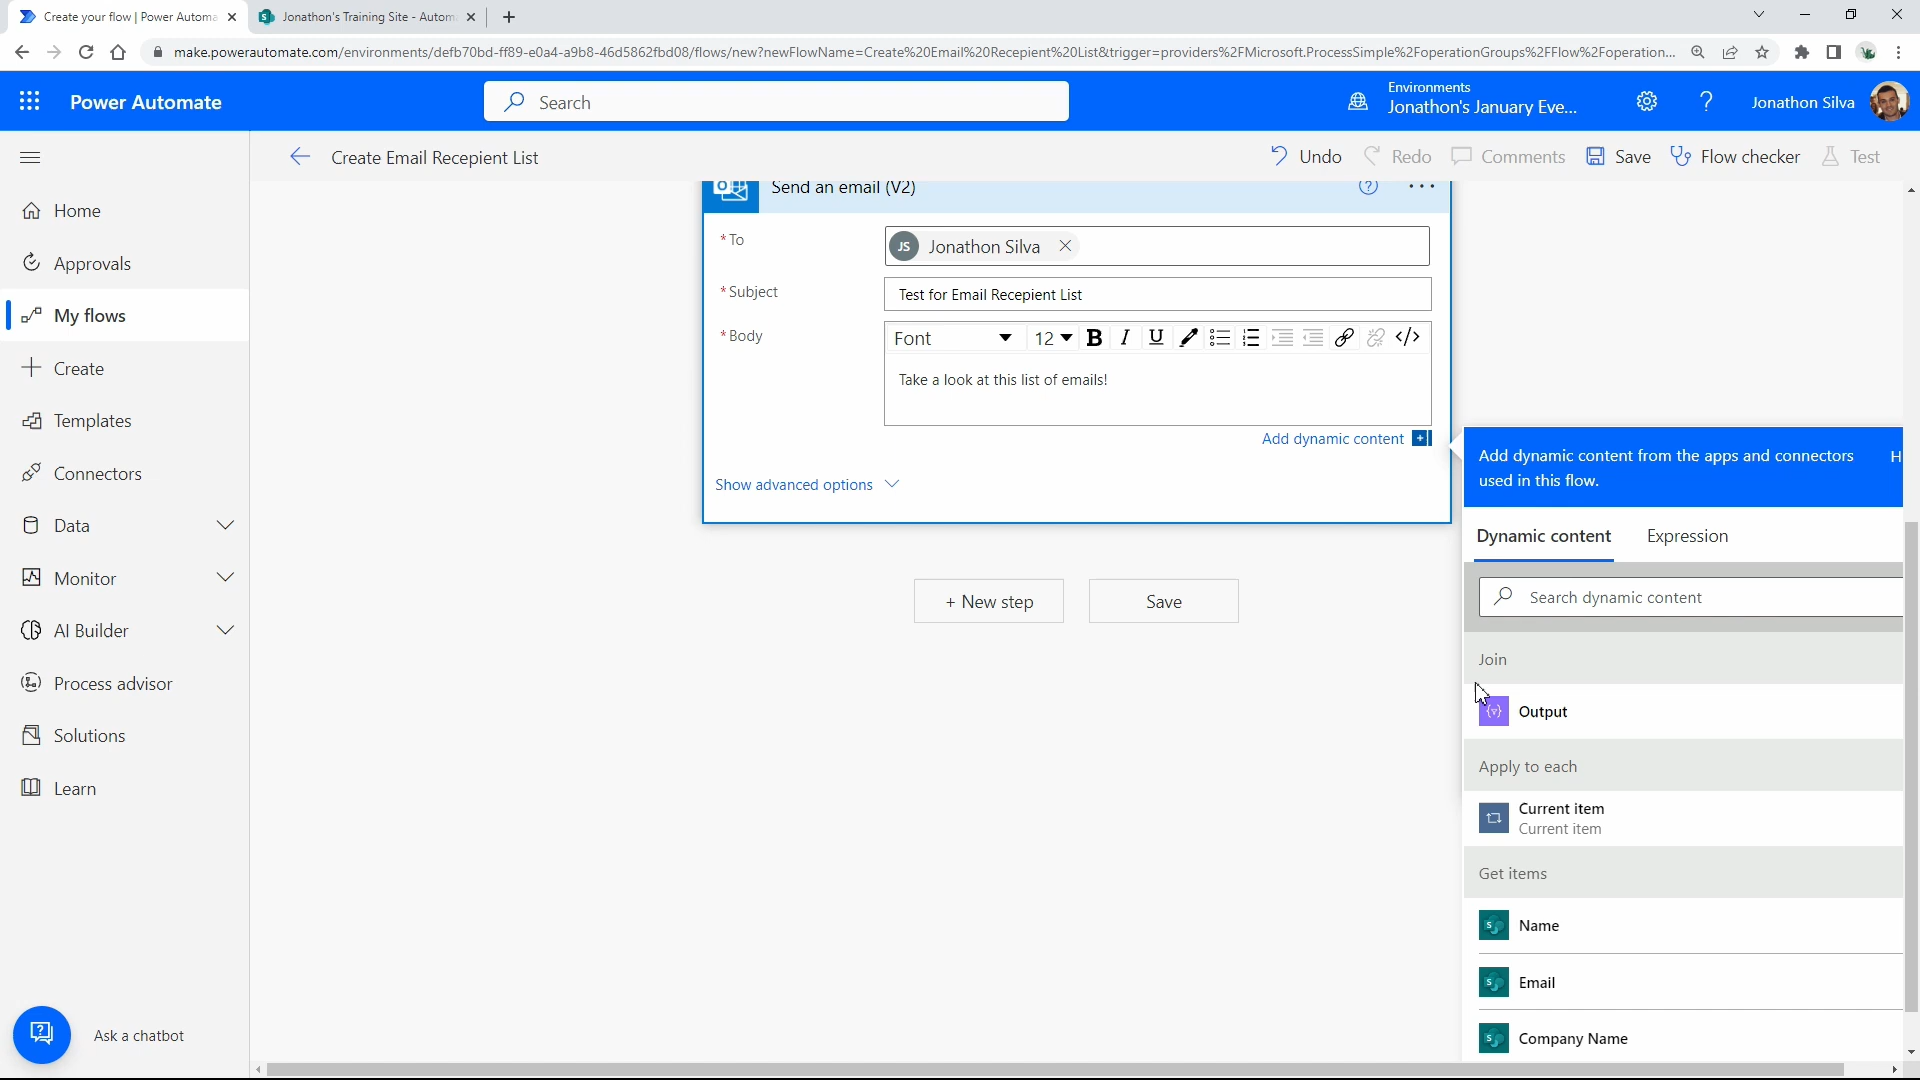 Create your flow | Power Automa
Jonathon's Training Site - Autom
make.powerautomate.com/environments/defb70bd-ff89-e0a4-a9b8-46d5862fbd08/flows/new?newFlowName=Create%20Email%20Recepient%20List&trigger=providers%2FMicrosoft.ProcessSimple%2FoperationGroups%2FFlow%2Foperation...
Power Automate
Search
Environments
Jonathon's January Eve...
Jonathon Silva
Create Email Recepient List
Undo
Redo
Comments
Save
Flow checker
Test
Home
Approvals
My flows
Create
Templates
Connectors
Data
Monitor
AI Builder
Process advisor
Solutions
Learn
Ask a chatbot
Send an email (V2)
* To
JS Jonathon Silva
* Subject
Test for Email Recepient List
* Body
Font 12 B I U </>
Take a look at this list of emails!
Add dynamic content
Show advanced options
+ New step
Save
Add dynamic content from the apps and connectors used in this flow.
H
Dynamic content
Expression
Search dynamic content
Join
Output
Apply to each
Current item
Current item
Get items
Name
Email
Company Name